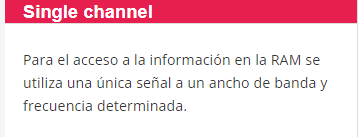 Single channel
Para el acceso a la información en la RAM se
utiliza una única señal a un ancho de banda y
frecuencia determinada.